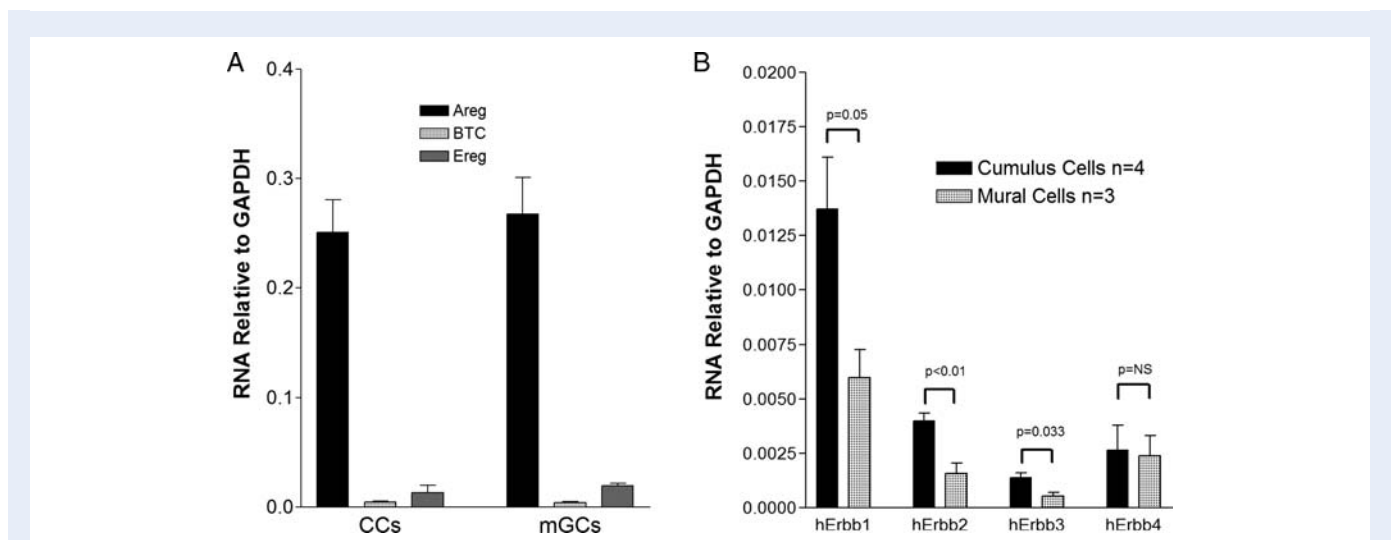 A
RNA Relative to GAPDH
0.4
0.3
0.2
0.1
0.0
Areg
BTC
Ereg
CCs
mGCs
B
RNA Relative to GAPDH
0.0200
0.0175
0.0150
0.0125
0.0100
0.0075
0.0050
0.0025
0.0000
p=0.05
p<0.01
p=0.033
p=NS
Cumulus Cells n=4
Mural Cells n=3
hErbb1
hErbb2
hErbb3
hErbb4